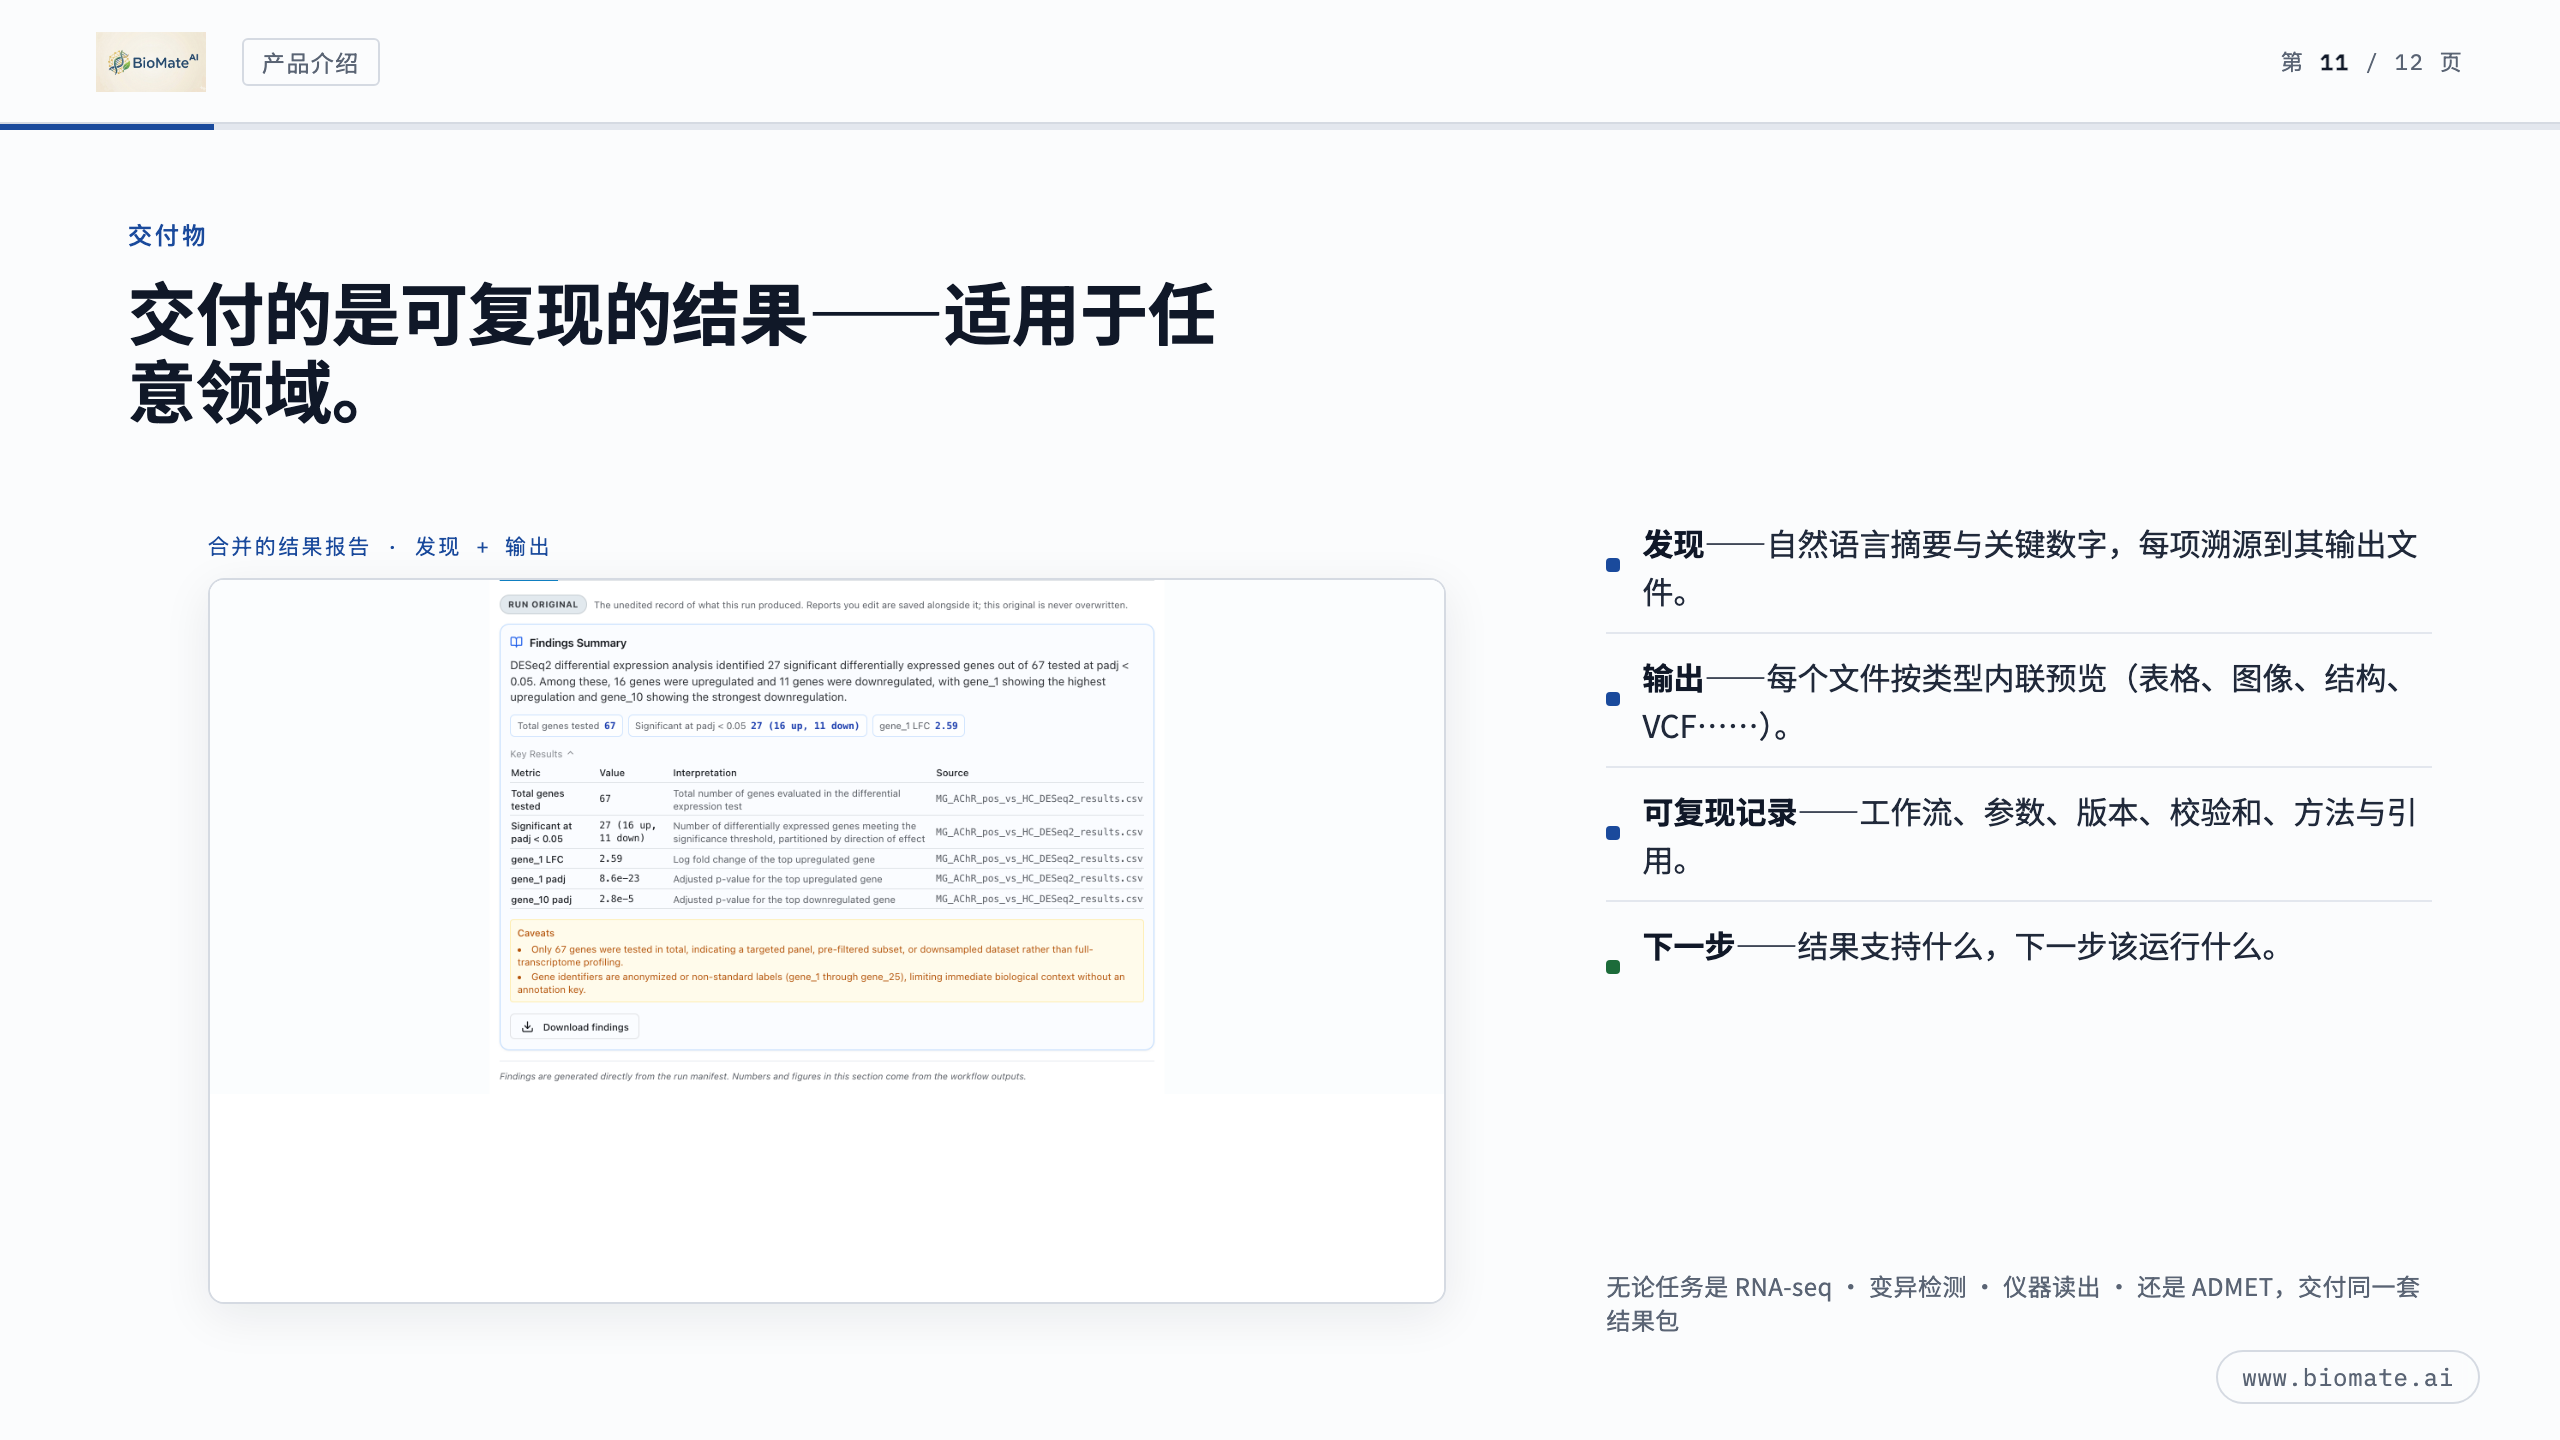 BioMate AI
产品介绍
第 11 / 12 页
交付物
交付的是可复现的结果——适用于任
意领域。
合并的结果报告 · 发现 + 输出
RUN ORIGINAL The unedited record of what this run produced. Reports you edit are saved alongside it; this original is never overwritten.
Findings Summary
DESeq2 differential expression analysis identified 27 significant differentially expressed genes out of 67 tested at padj <
0.05. Among these, 16 genes were upregulated and 11 genes were downregulated, with gene_1 showing the highest
upregulation and gene_10 showing the strongest downregulation.
Total genes tested 67 Significant at padj < 0.05 27 (16 up, 11 down) gene_1 LFC 2.59
Key Results
Metric Value Interpretation Source
Total genes tested 67 Total number of genes evaluated in the differential expression test MG_AChR_pos_vs_HC_DESeq2_results.csv
Significant at padj < 0.05 27 (16 up, 11 down) Number of differentially expressed genes meeting the significance threshold, partitioned by direction of effect MG_AChR_pos_vs_HC_DESeq2_results.csv
gene_1 LFC 2.59 Log fold change of the top upregulated gene MG_AChR_pos_vs_HC_DESeq2_results.csv
gene_1 padj 8.6e−23 Adjusted p-value for the top upregulated gene MG_AChR_pos_vs_HC_DESeq2_results.csv
gene_10 padj 2.8e−5 Adjusted p-value for the top downregulated gene MG_AChR_pos_vs_HC_DESeq2_results.csv
Caveats
• Only 67 genes were tested in total, indicating a targeted panel, pre-filtered subset, or downsampled dataset rather than full-
transcriptome profiling.
• Gene identifiers are anonymized or non-standard labels (gene_1 through gene_25), limiting immediate biological context without an
annotation key.
Download findings
Findings are generated directly from the run manifest. Numbers and figures in this section come from the workflow outputs.
发现——自然语言摘要与关键数字，每项溯源到其输出文
件。
输出——每个文件按类型内联预览（表格、图像、结构、
VCF……）。
可复现记录——工作流、参数、版本、校验和、方法与引
用。
下一步——结果支持什么，下一步该运行什么。
无论任务是 RNA-seq • 变异检测 • 仪器读出 • 还是 ADMET，交付同一套
结果包
www.biomate.ai